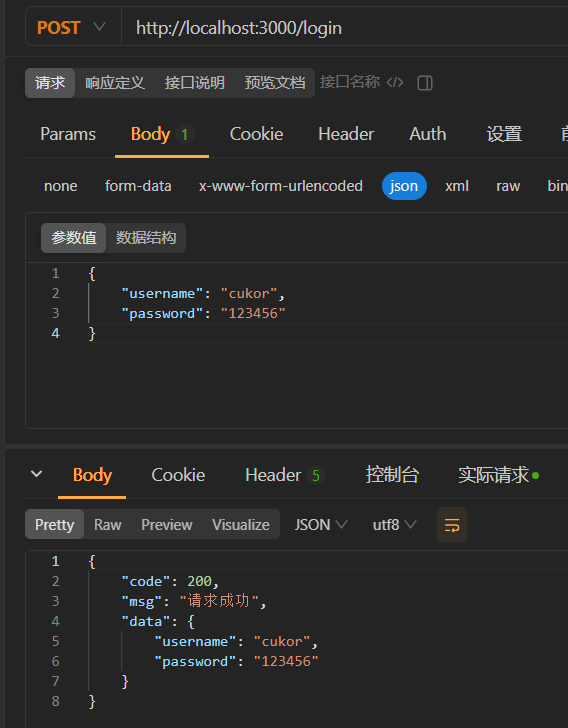 POST http://localhost:3000/login
请求 响应定义 接口说明 预览文档 接口名称 </>
Params Body 1 Cookie Header Auth 设置
none form-data x-www-form-urlencoded json xml raw bin
参数值 数据结构
1 {
2 "username": "cukor",
3 "password": "123456"
4 }
Body Cookie Header 5 控制台 实际请求
Pretty Raw Preview Visualize JSON utf8
1 {
2 "code": 200,
3 "msg": "请求成功",
4 "data": {
5 "username": "cukor",
6 "password": "123456"
7 }
8 }